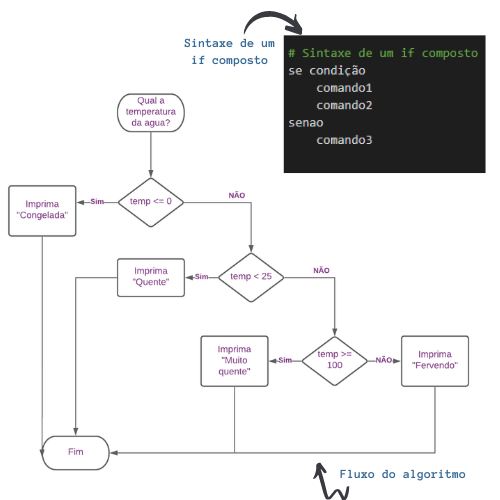 Sintaxe de um
if composto
# Sintaxe de um if composto
se condição
comando1
comando2
senao
comando3
Qual a
temperatura
da agua?
temp <= 0
Sim
NÃO
Imprima
"Congelada"
temp < 25
Sim
NÃO
Imprima
"Quente"
temp >=
100
Sim
NÃO
Imprima
"Muito
quente"
Imprima
"Fervendo"
Fim
Fluxo do algoritmo